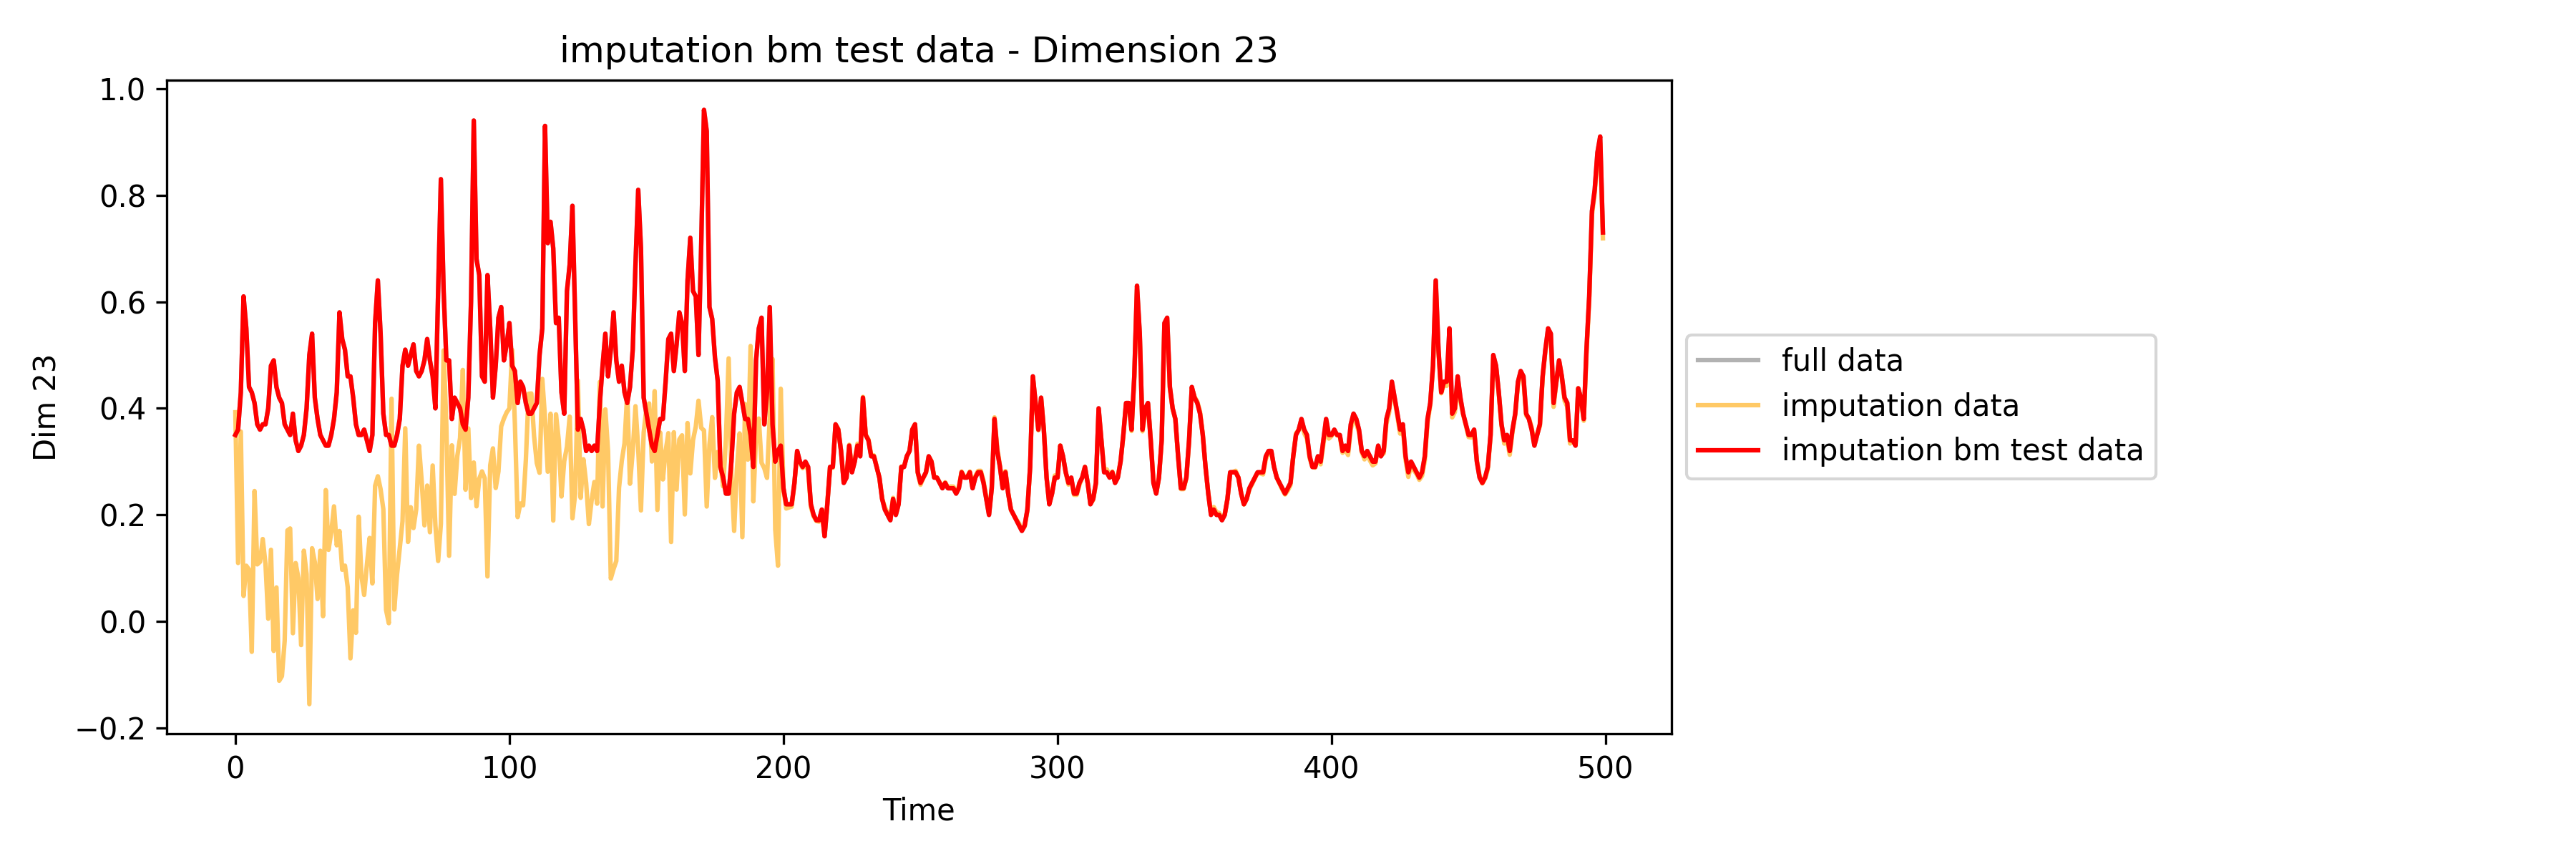 imputation bm test data - Dimension 23
1.0
0.8
0.6
0.4
0.2
0.0
−0.2
Dim 23
0 100 200 300 400 500
Time
full data
imputation data
imputation bm test data